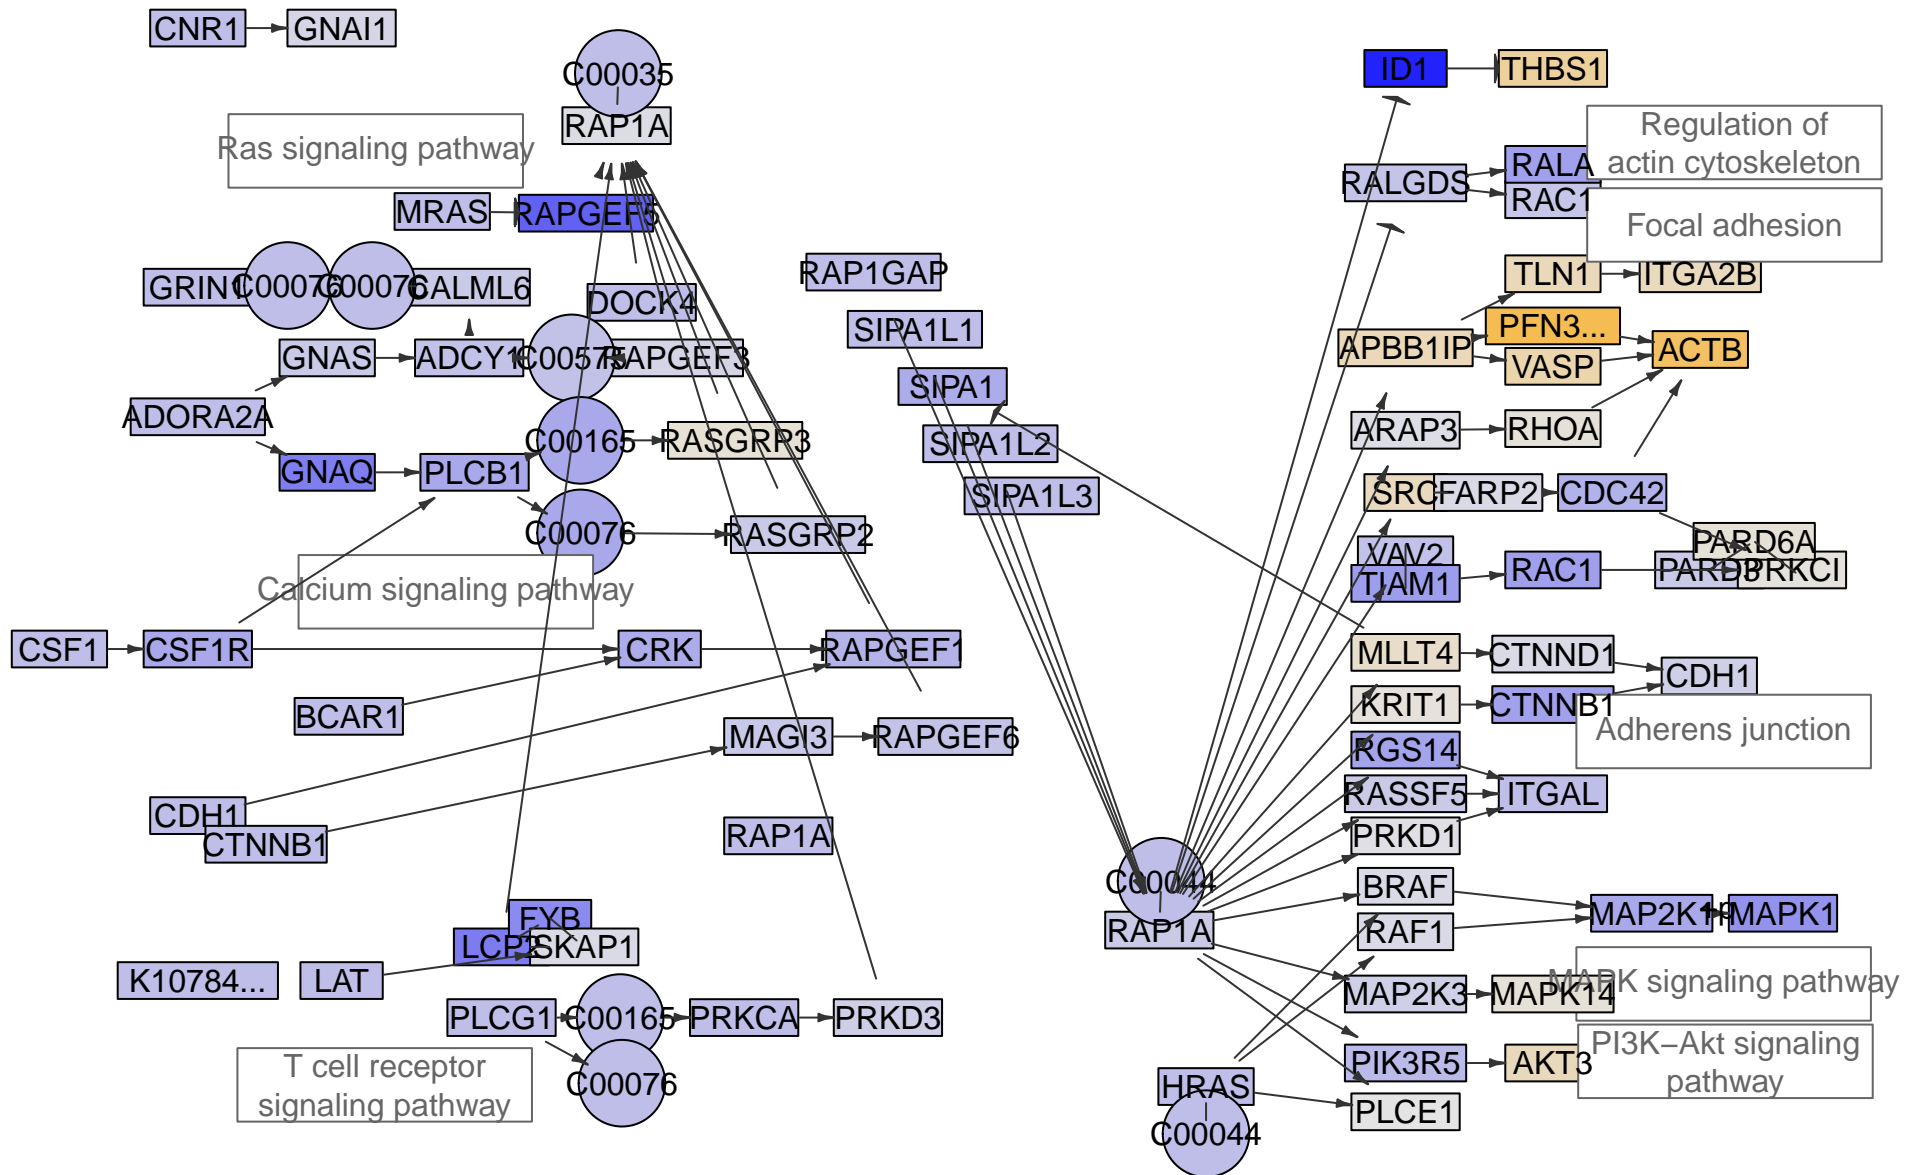 CNR1
GNAI1
C00035
RAP1A
Ras signaling pathway
MRAS
RAPGEF5
GRIN1
C00076
C00076
CALML6
DOCK4
GNAS
ADCY1
C00575
RAPGEF3
ADORA2A
C00165
RASGRP3
GNAQ
PLCB1
C00076
RASGRP2
Calcium signaling pathway
CSF1
CSF1R
CRK
RAPGEF1
BCAR1
MAGI3
RAPGEF6
CDH1
CTNNB1
RAP1A
FYB
LCP2
SKAP1
K10784...
LAT
PLCG1
C00165
PRKCA
PRKD3
C00076
T cell receptor
signaling pathway
RAP1GAP
SIPA1L1
SIPA1
SIPA1L2
SIPA1L3
C00044
RAP1A
HRAS
C00044
ID1
THBS1
Regulation of
actin cytoskeleton
RALGDS
RALA
RAC1
Focal adhesion
TLN1
ITGA2B
PFN3...
APBB1IP
VASP
ACTB
ARAP3
RHOA
SRC
FARP2
CDC42
VAV2
TIAM1
RAC1
PARD6A
PARD3
PRKCI
MLLT4
CTNND1
CDH1
KRIT1
CTNNB1
Adherens junction
RGS14
RASSF5
ITGAL
PRKD1
BRAF
RAF1
MAP2K1
+p
MAPK1
MAP2K3
MAPK14
MAPK signaling pathway
PIK3R5
AKT3
PI3K−Akt signaling
pathway
PLCE1